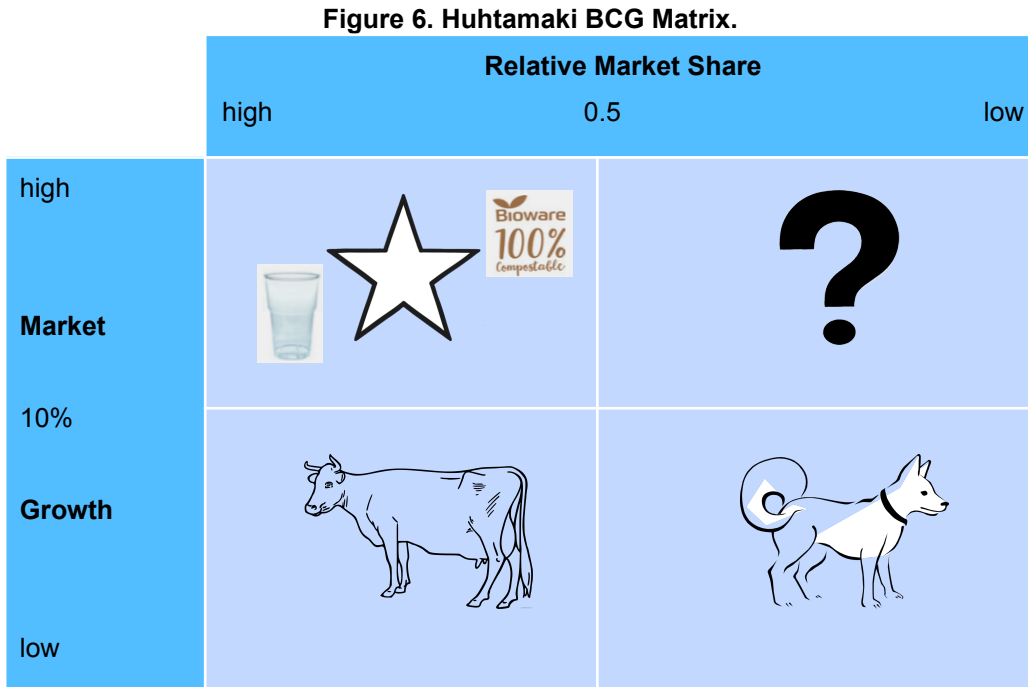 Figure 6. Huhtamaki BCG Matrix.
Relative Market Share
high 0.5 low
high
Bioware
100%
Compostable
?
Market
10%
Growth
low